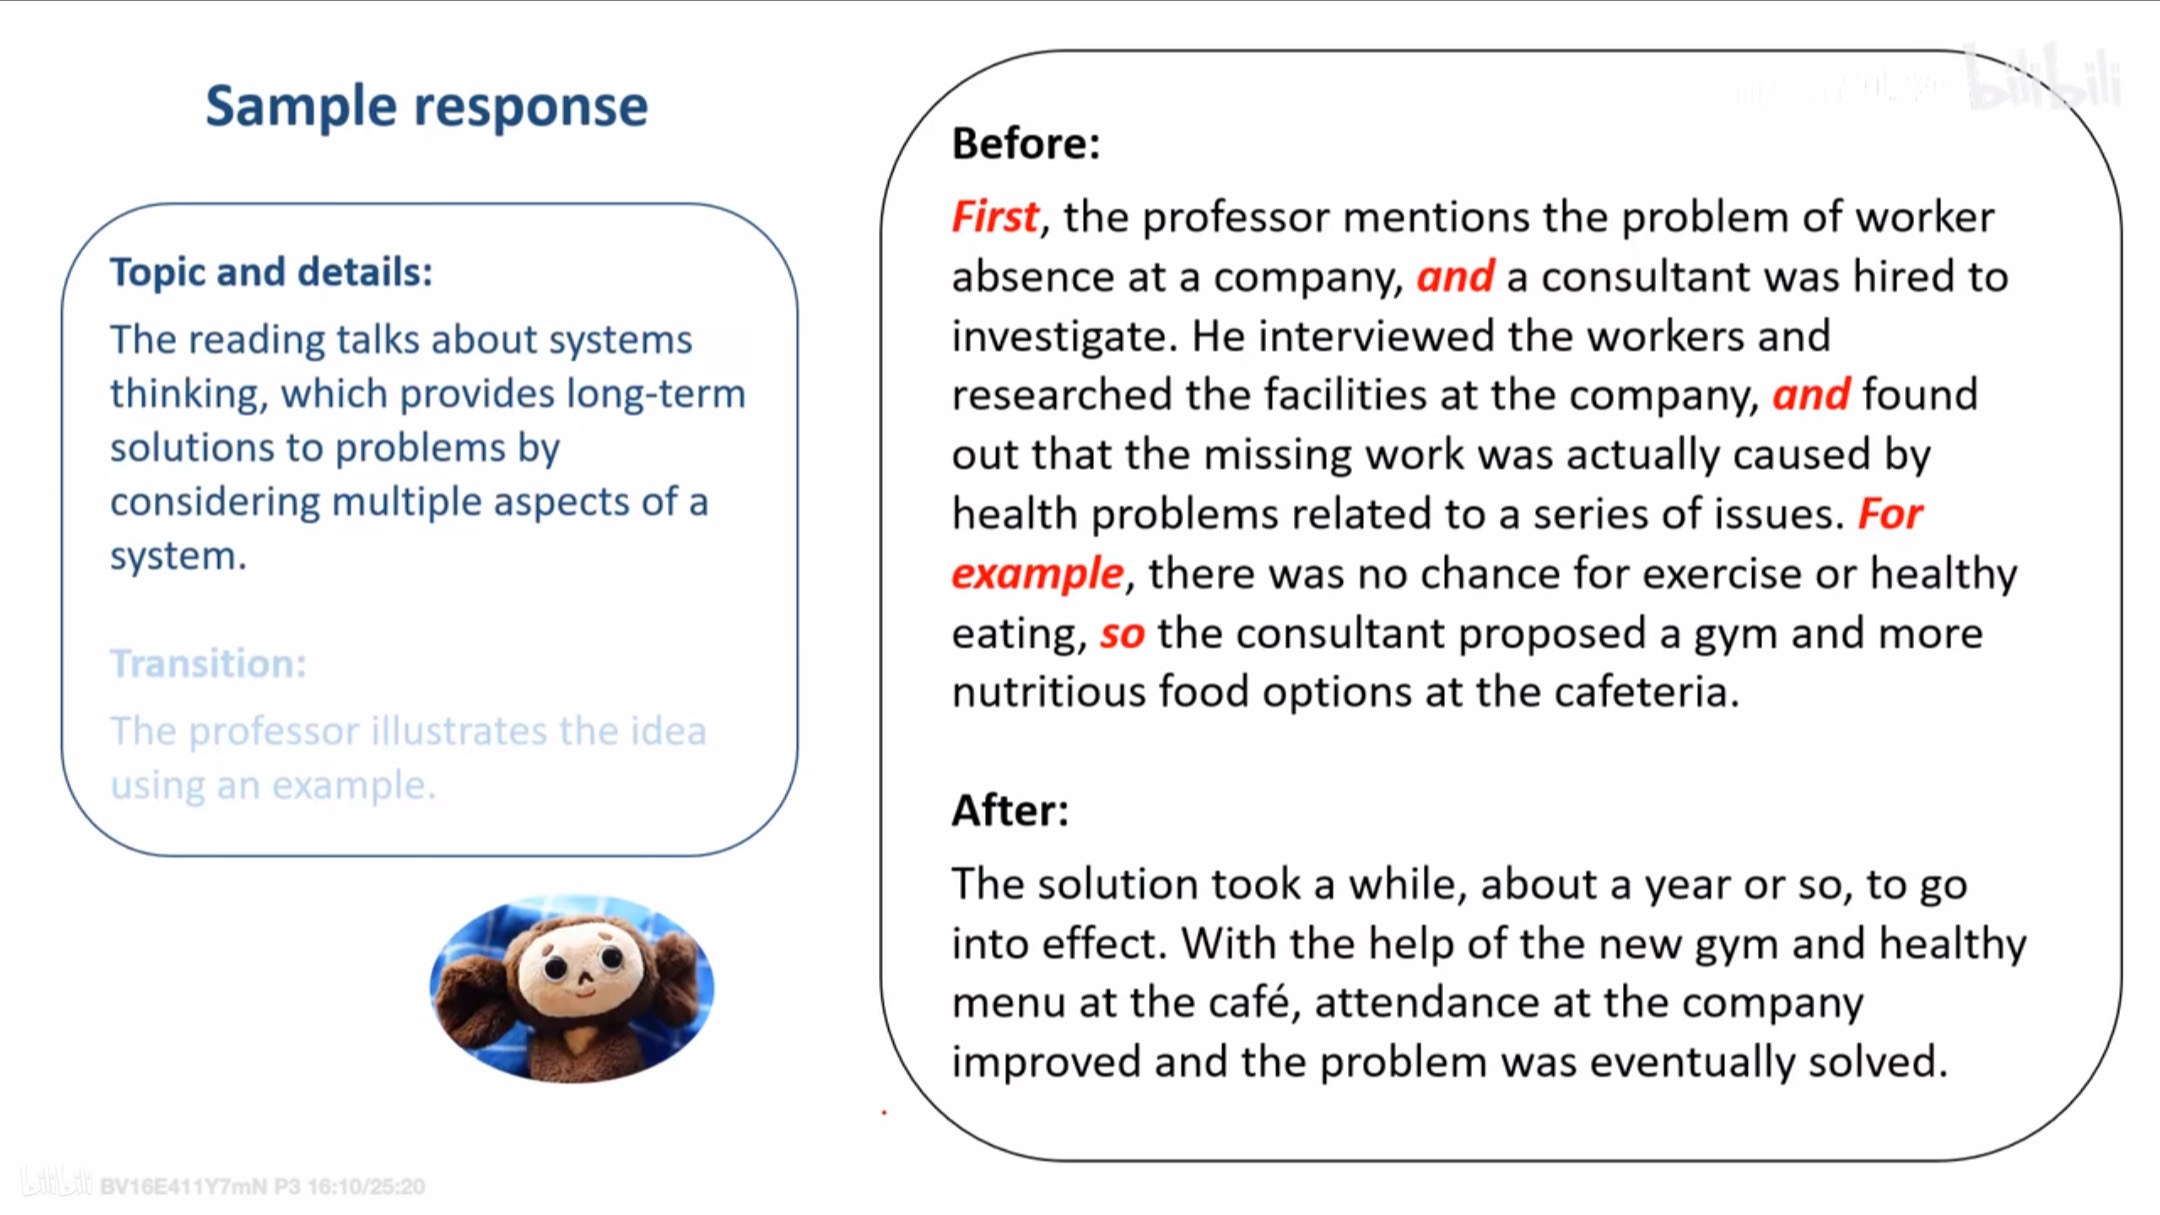 Sample response
Topic and details:
The reading talks about systems
thinking, which provides long-term
solutions to problems by
considering multiple aspects of a
system.
Transition:
The professor illustrates the idea
using an example.
bilibili
Before:
First, the professor mentions the problem of worker
absence at a company, and a consultant was hired to
investigate. He interviewed the workers and
researched the facilities at the company, and found
out that the missing work was actually caused by
health problems related to a series of issues. For
example, there was no chance for exercise or healthy
eating, so the consultant proposed a gym and more
nutritious food options at the cafeteria.
After:
The solution took a while, about a year or so, to go
into effect. With the help of the new gym and healthy
menu at the café, attendance at the company
improved and the problem was eventually solved.
bilibili BV16E411Y7mN P3 16:10/25:20